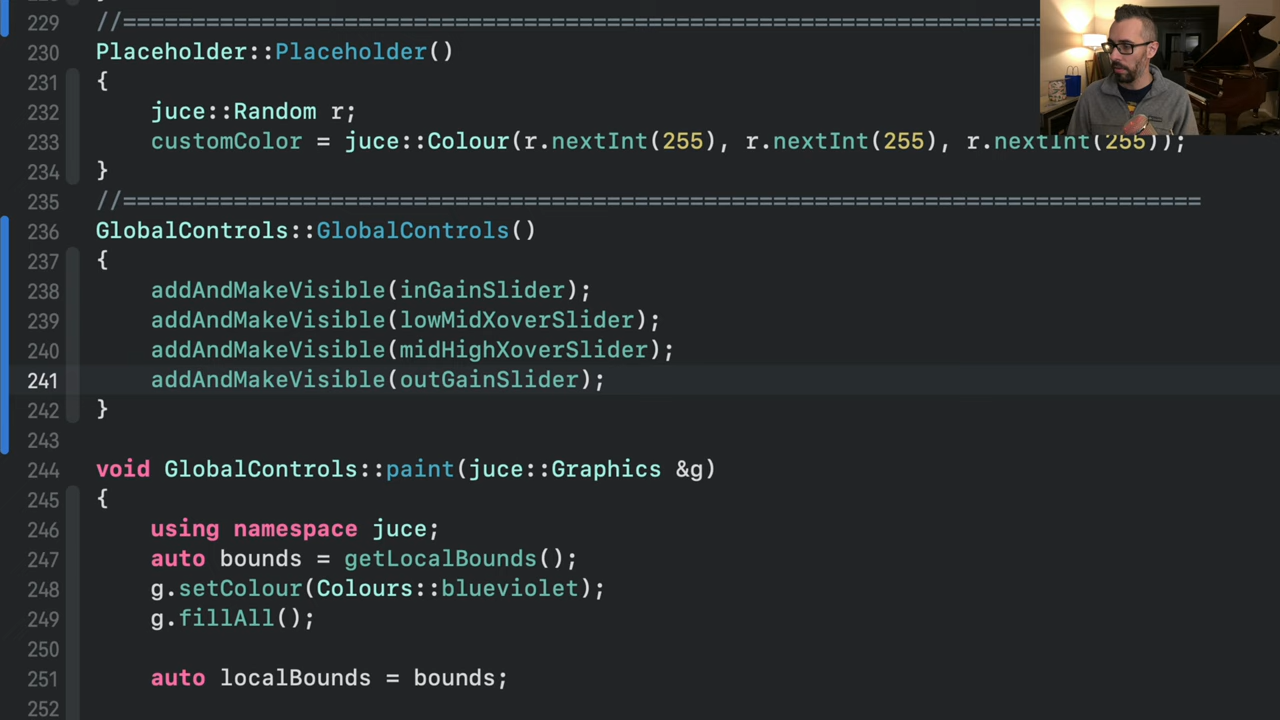 229 //==============================================================================
230 Placeholder::Placeholder()
231 {
232 juce::Random r;
233 customColor = juce::Colour(r.nextInt(255), r.nextInt(255), r.nextInt(255));
234 }
235 //==============================================================================
236 GlobalControls::GlobalControls()
237 {
238 addAndMakeVisible(inGainSlider);
239 addAndMakeVisible(lowMidXoverSlider);
240 addAndMakeVisible(midHighXoverSlider);
241 addAndMakeVisible(outGainSlider);
242 }
243
244 void GlobalControls::paint(juce::Graphics &g)
245 {
246 using namespace juce;
247 auto bounds = getLocalBounds();
248 g.setColour(Colours::blueviolet);
249 g.fillAll();
250
251 auto localBounds = bounds;
252